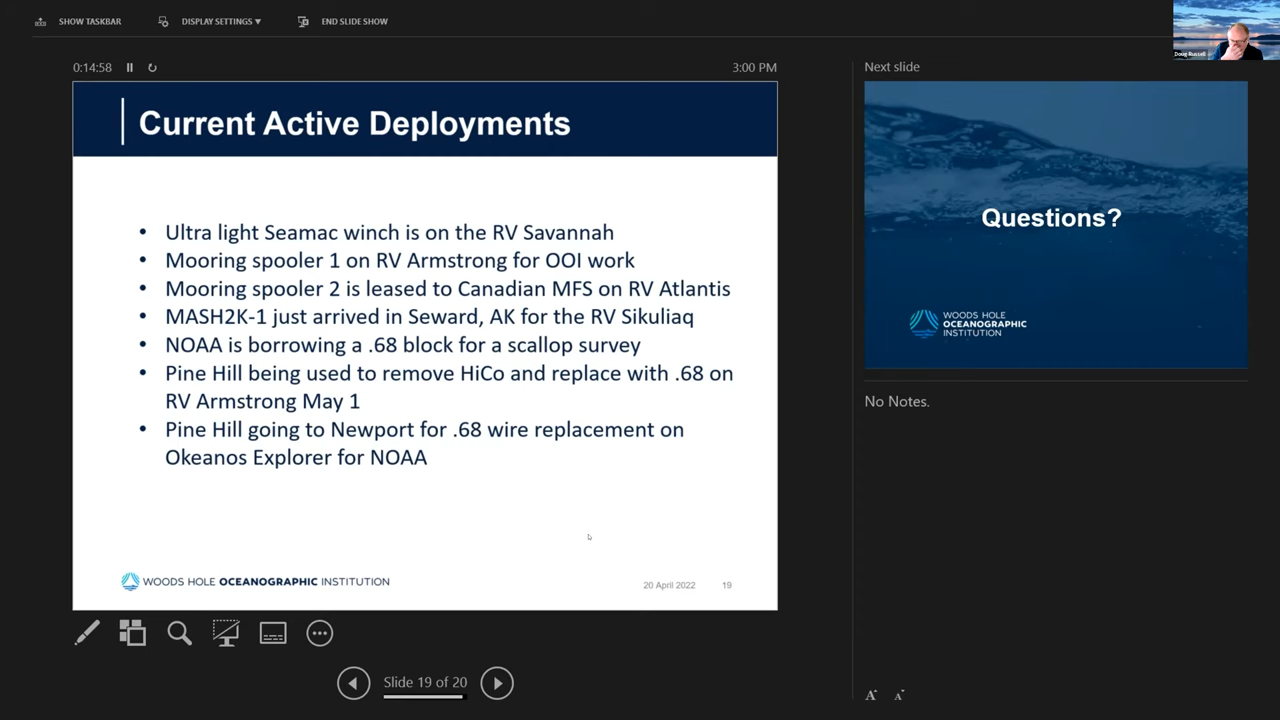 SHOW TASKBAR
DISPLAY SETTINGS
END SLIDE SHOW
Doug Russell
0:14:58
3:00 PM
Current Active Deployments
• Ultra light Seamac winch is on the RV Savannah
• Mooring spooler 1 on RV Armstrong for OOI work
• Mooring spooler 2 is leased to Canadian MFS on RV Atlantis
• MASH2K-1 just arrived in Seward, AK for the RV Sikuliaq
• NOAA is borrowing a .68 block for a scallop survey
• Pine Hill being used to remove HiCo and replace with .68 on
RV Armstrong May 1
• Pine Hill going to Newport for .68 wire replacement on
Okeanos Explorer for NOAA
WOODS HOLE OCEANOGRAPHIC INSTITUTION
20 April 2022
19
Slide 19 of 20
Next slide
Questions?
WOODS HOLE
OCEANOGRAPHIC
INSTITUTION
No Notes.
A
A